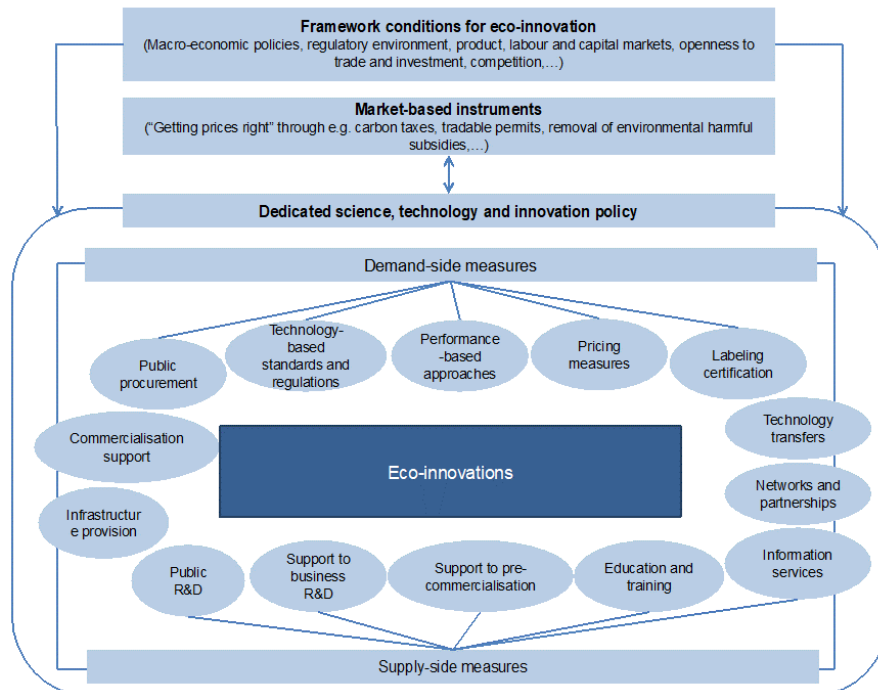 Framework conditions for eco-innovation
(Macro-economic policies, regulatory environment, product, labour and capital markets, openness to
trade and investment, competition,…)
Market-based instruments
("Getting prices right" through e.g. carbon taxes, tradable permits, removal of environmental harmful
subsidies,…)
Dedicated science, technology and innovation policy
Demand-side measures
Public
procurement
Technology-
based
standards and
regulations
Performance
-based
approaches
Pricing
measures
Labeling
certification
Commercialisation
support
Technology
transfers
Eco-innovations
Networks and
partnerships
Infrastructur
e provision
Public
R&D
Support to
business
R&D
Support to pre-
commercialisation
Education and
training
Information
services
Supply-side measures